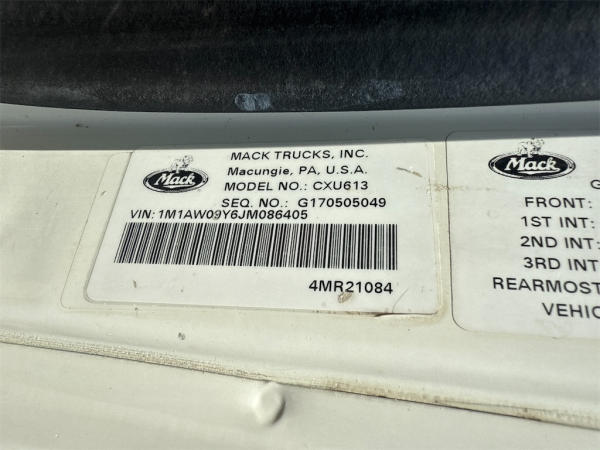 Mack
MACK TRUCKS, INC.
Macungie, PA, U.S.A.
MODEL NO.: CXU613
SEQ. NO.: G170505049
VIN: 1M1AW09Y6JM086405
4MR21084
Mack
G
FRONT:
1ST INT:
2ND INT:
3RD INT
REARMOST
VEHIC